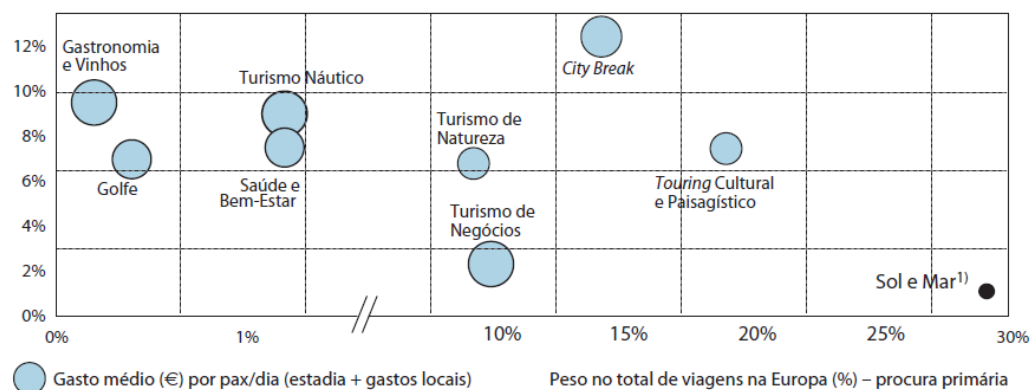 12%
10%
8%
6%
4%
2%
0%
Gastronomia
e Vinhos
Golfe
Turismo Náutico
Saúde e
Bem-Estar
Turismo de
Natureza
Turismo de
Negócios
City Break
Touring Cultural
e Paisagístico
Sol e Mar¹⁾
0%
1%
10%
15%
20%
25%
30%
Gasto médio (€) por pax/dia (estadia + gastos locais)
Peso no total de viagens na Europa (%) – procura primária